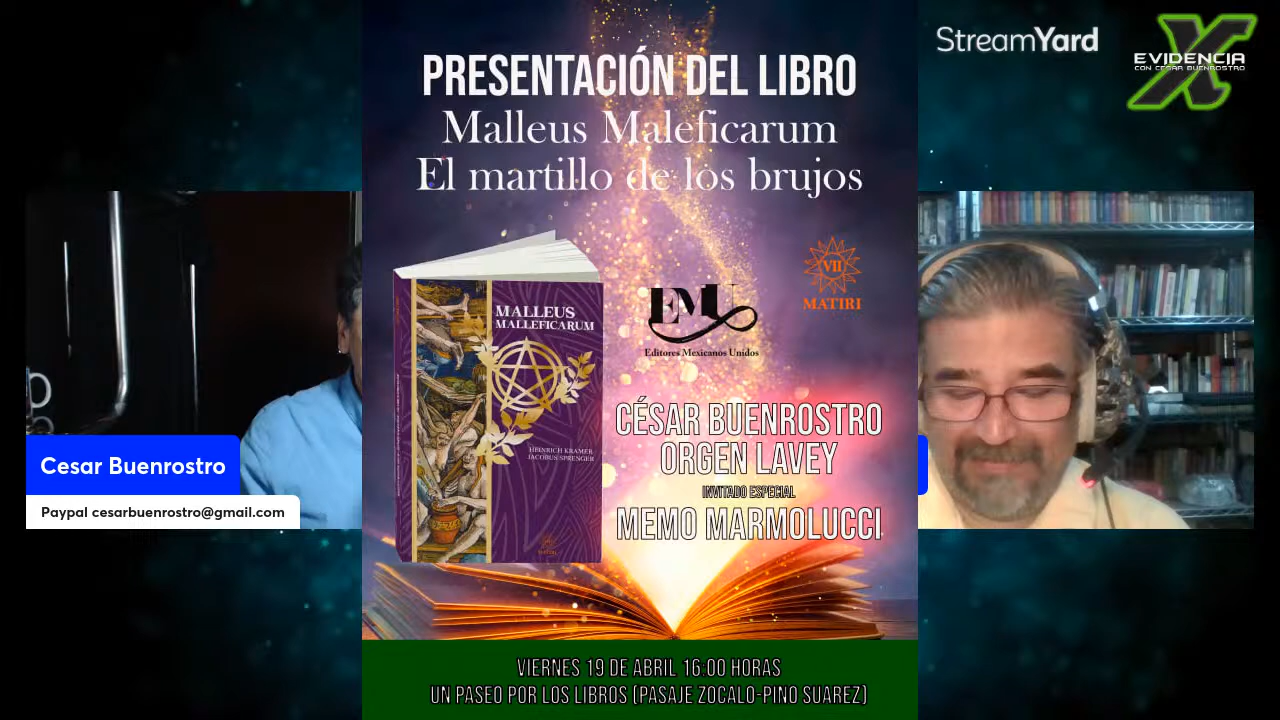 StreamYard
X
EVIDENCIA
CON CESAR BUENROSTRO
PRESENTACIÓN DEL LIBRO
Malleus Maleficarum
El martillo de los brujos
VII
MATIRI
EMU
Editores Mexicanos Unidos
MALLEUS
MALLEFICARUM
HEINRICH KRAMER
JACOBUS SPRENGER
CÉSAR BUENROSTRO
ORGEN LAVEY
INVITADO ESPECIAL
MEMO MARMOLUCCI
Cesar Buenrostro
Paypal cesarbuenrostro@gmail.com
VIERNES 19 DE ABRIL 16:00 HORAS
UN PASEO POR LOS LIBROS (PASAJE ZOCALO-PINO SUAREZ)